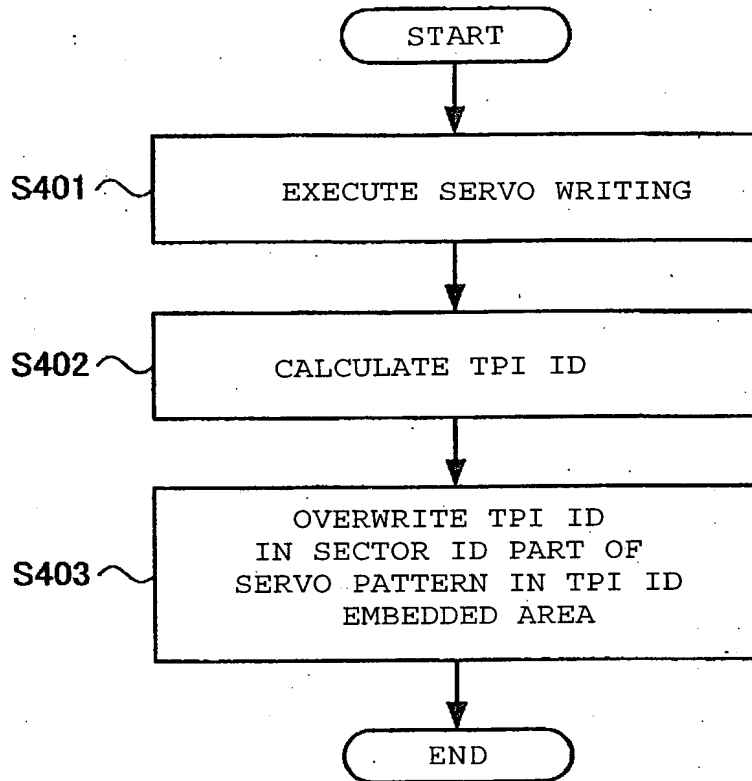 START
S401
EXECUTE SERVO WRITING
S402
CALCULATE TPI ID
S403
OVERWRITE TPI ID
IN SECTOR ID PART OF
SERVO PATTERN IN TPI ID
EMBEDDED AREA
END